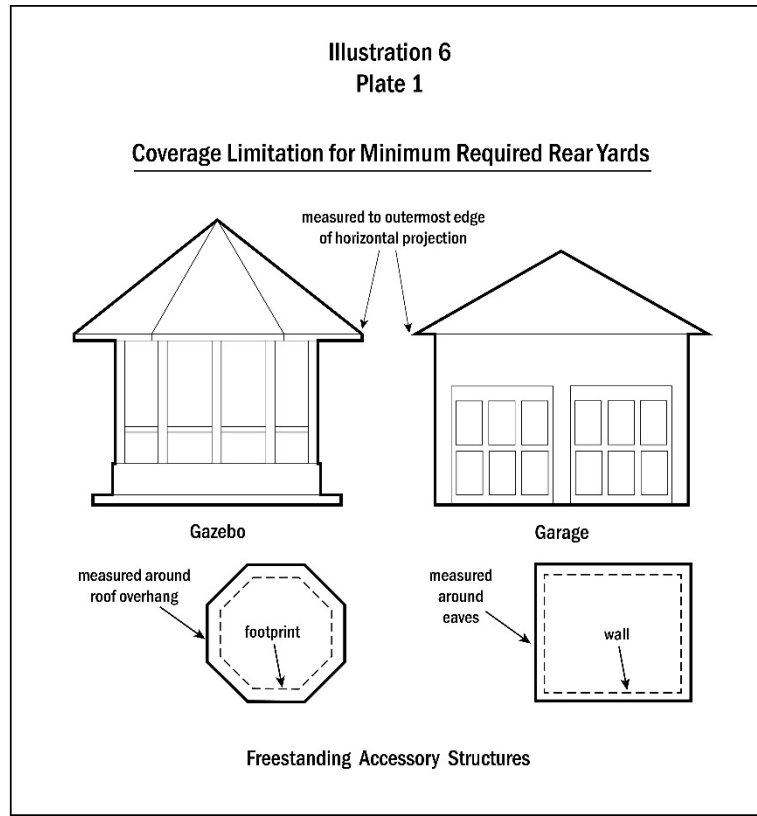 Illustration 6
Plate 1
Coverage Limitation for Minimum Required Rear Yards
measured to outermost edge
of horizontal projection
Gazebo
Garage
measured around
roof overhang
footprint
measured
around
eaves
wall
Freestanding Accessory Structures